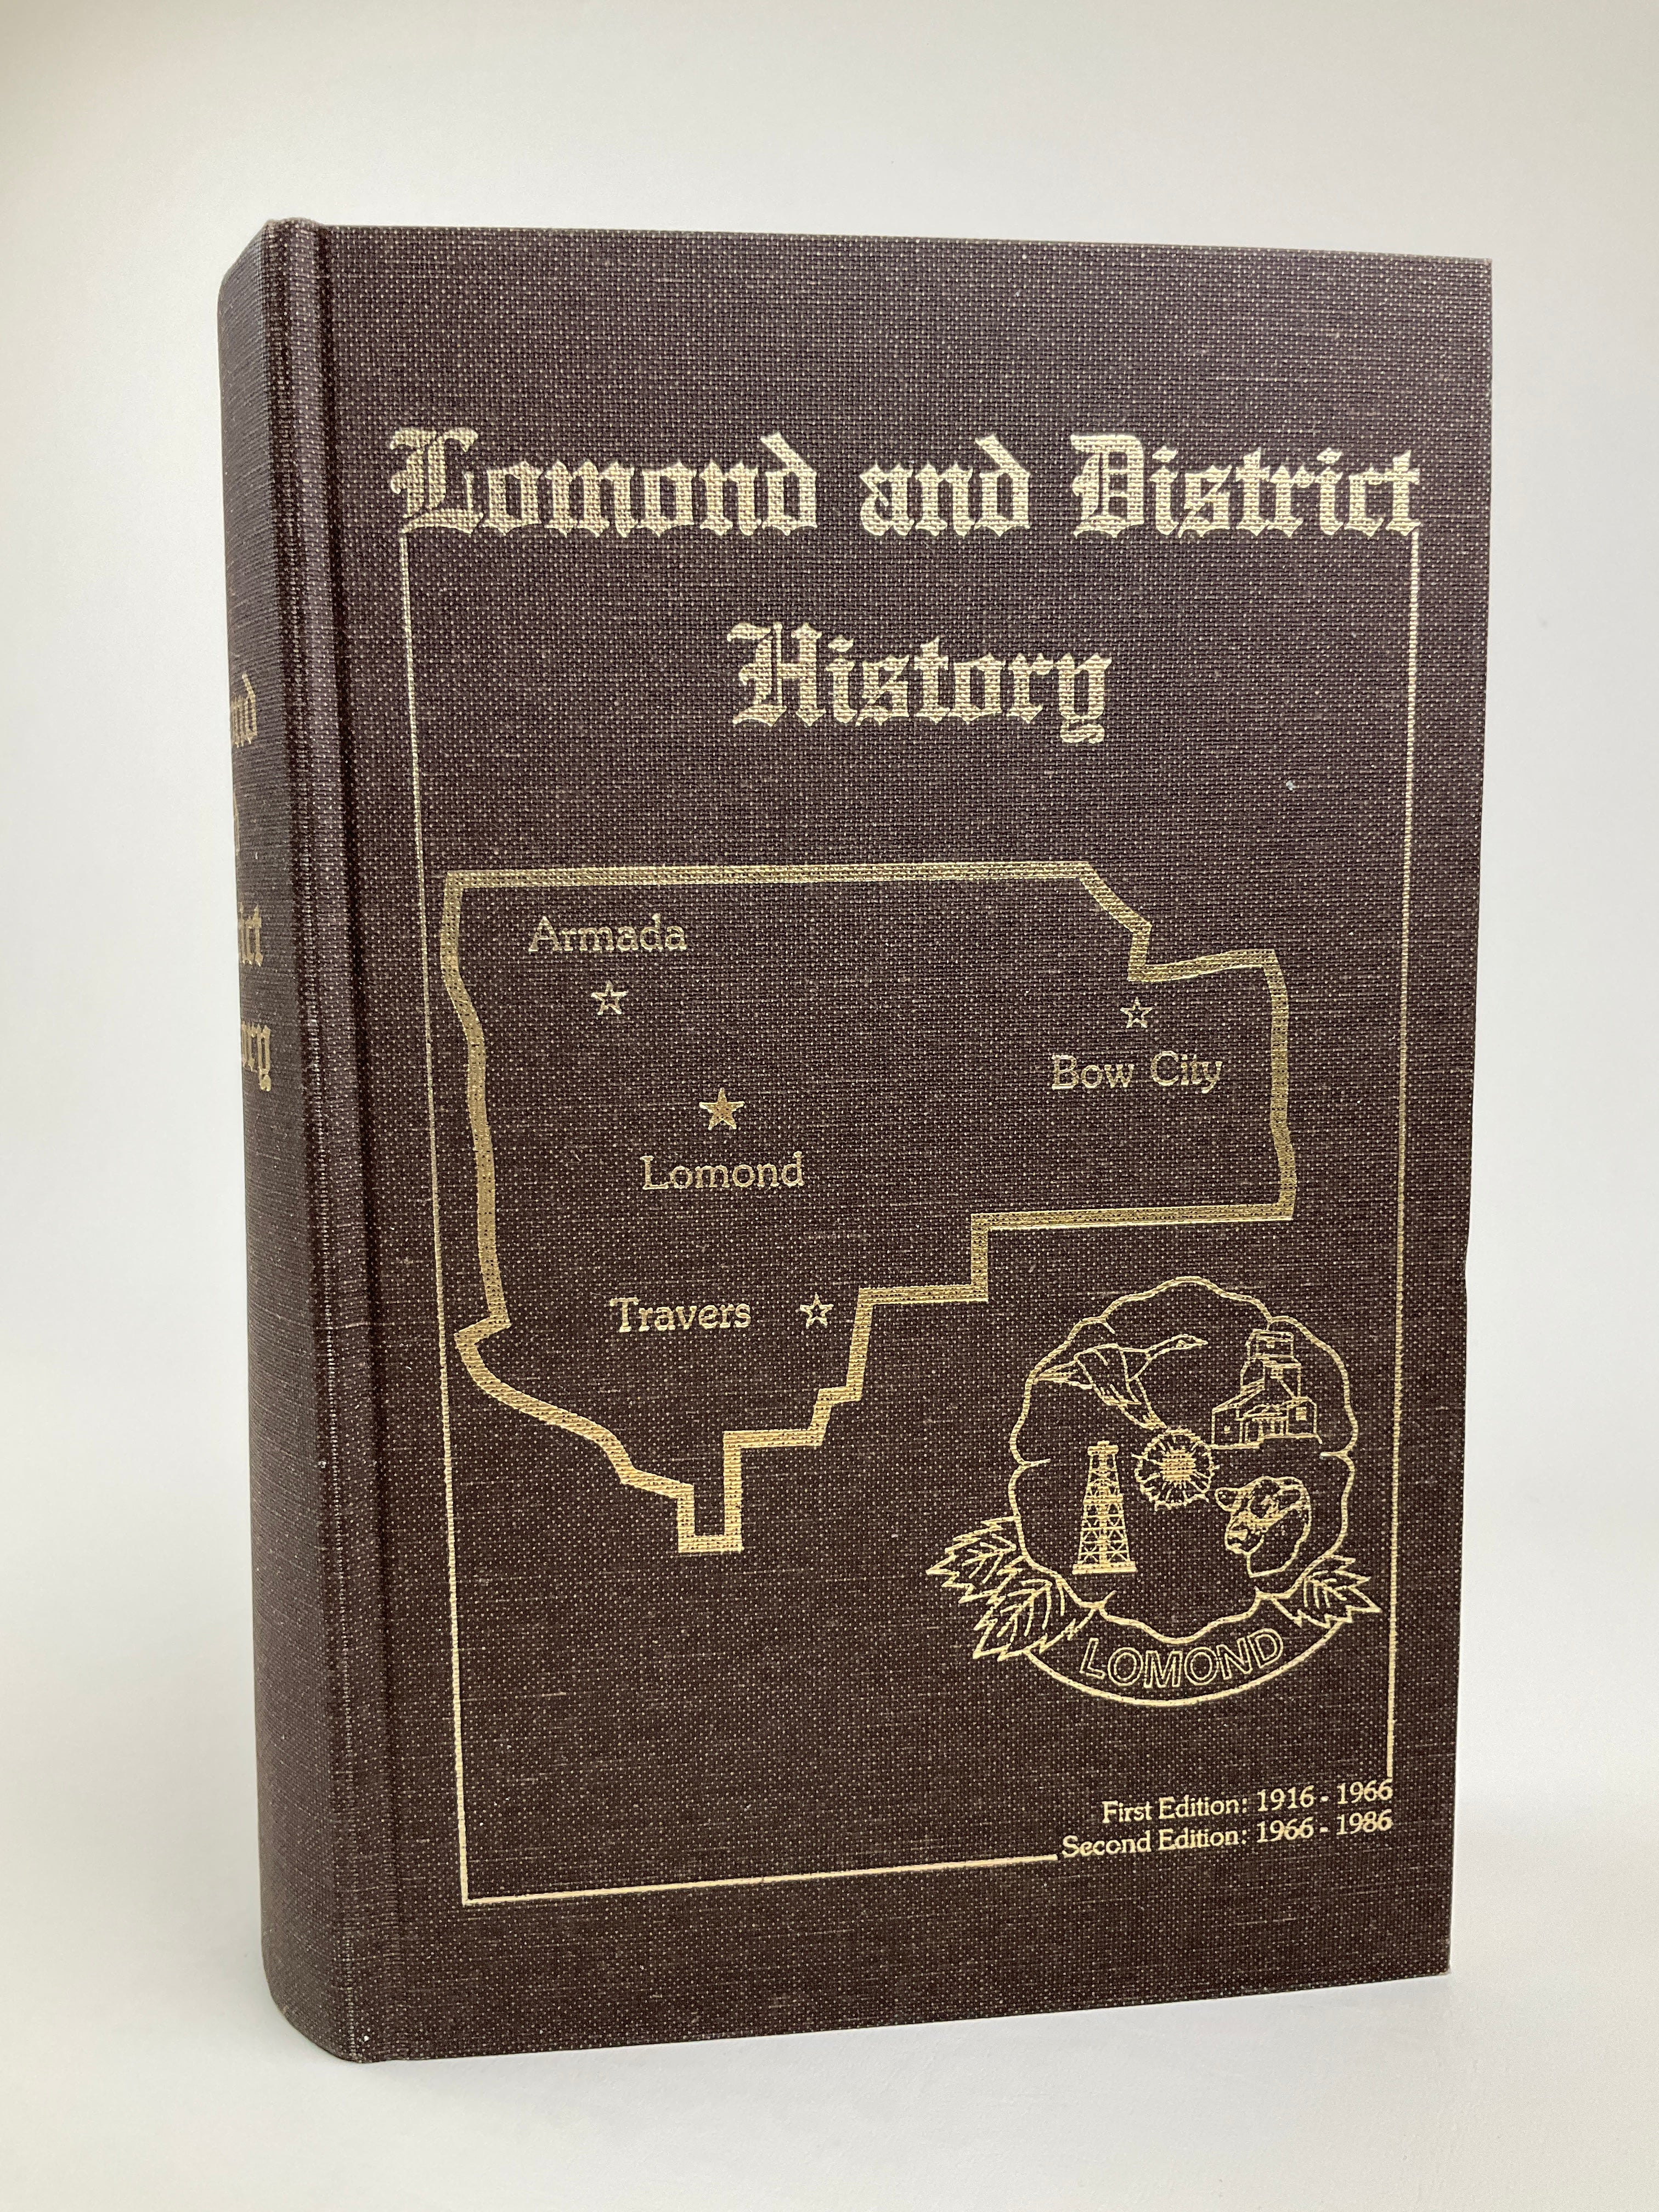 Lomond and District
History
Armada
Bow City
Lomond
Travers
LOMOND
First Edition: 1916 - 1966
Second Edition: 1966 - 1986